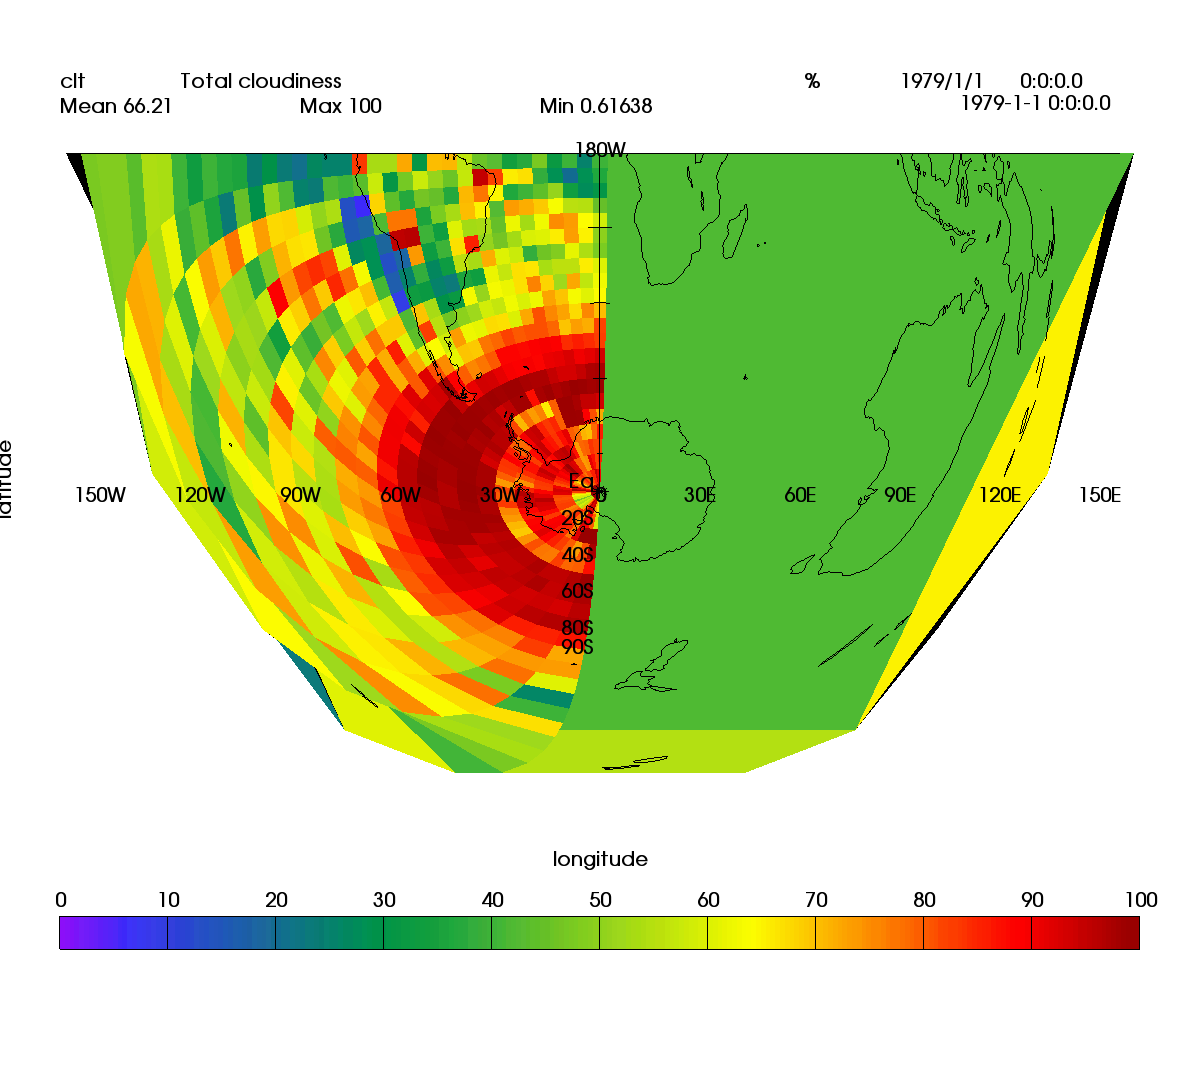 clt Total cloudiness % 1979/1/1 0:0:0.0
Mean 66.21 Max 100 Min 0.61638 1979-1-1 0:0:0.0
180W
latitude
Eq
150W 120W 90W 60W 30W 0 30E 60E 90E 120E 150E
20S
40S
60S
80S
90S
longitude
0 10 20 30 40 50 60 70 80 90 100